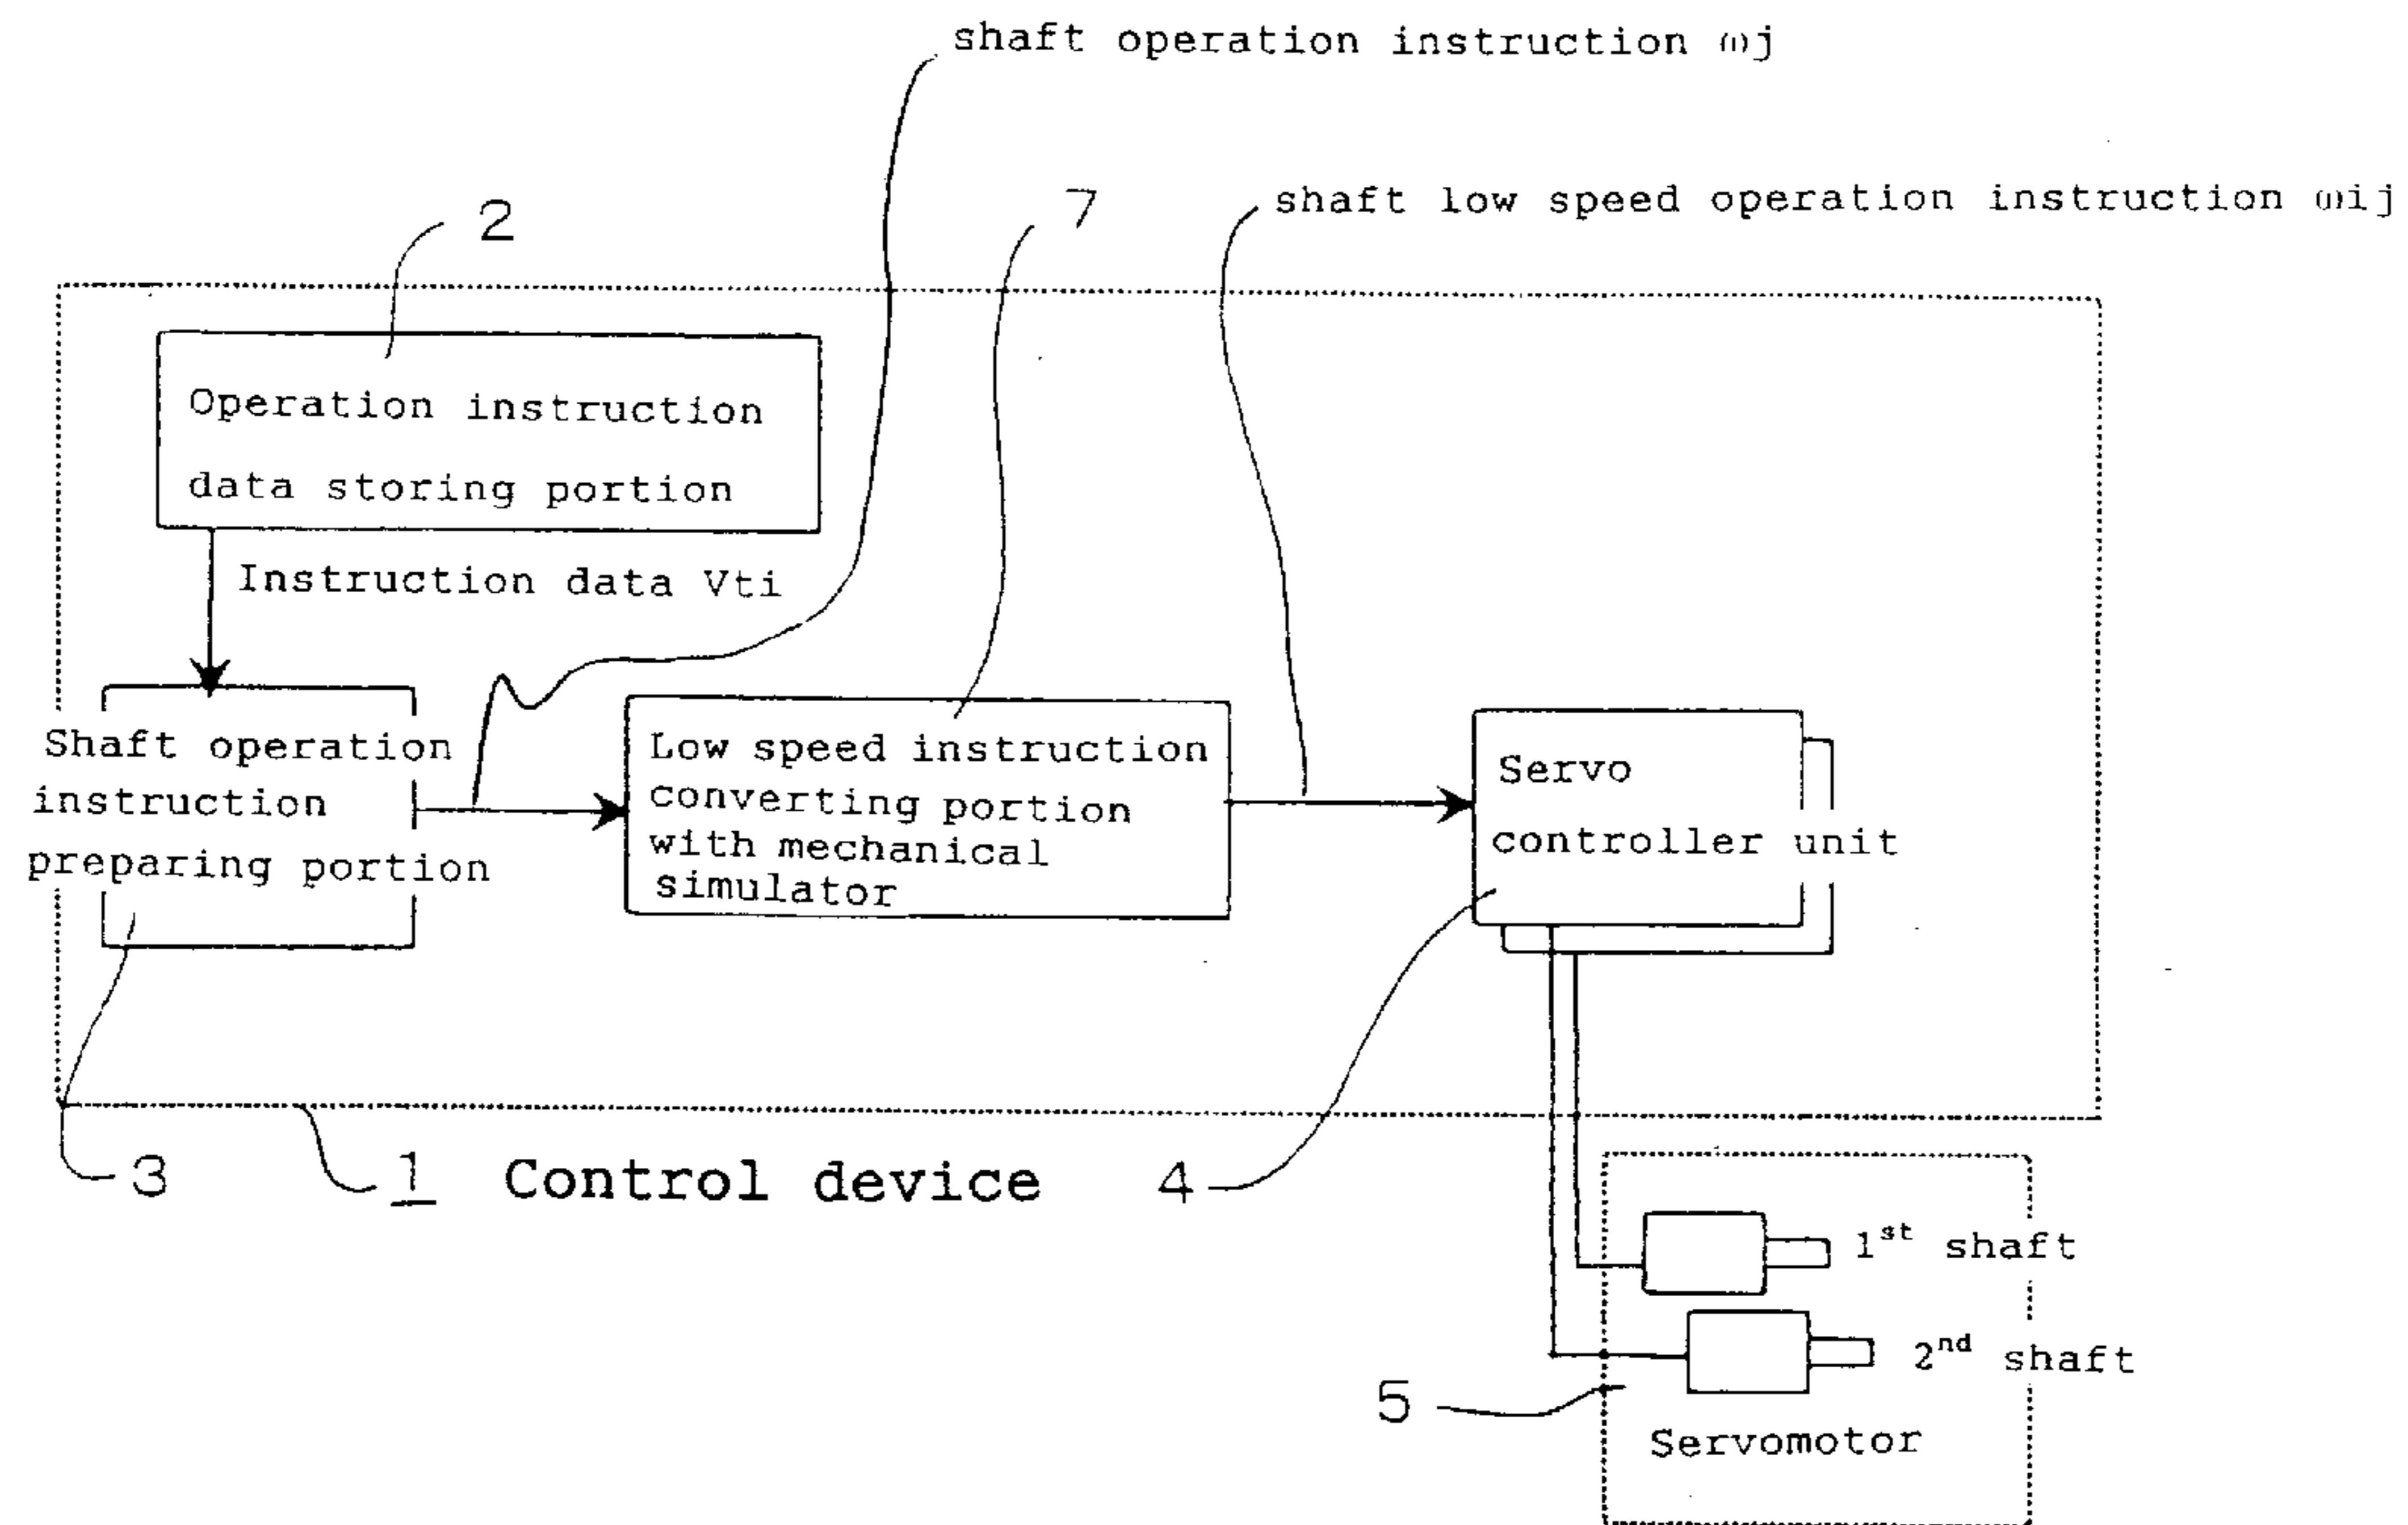 shaft operation instruction ωj
shaft low speed operation instruction ωij
2
7
Operation instruction
data storing portion
Instruction data Vti
Shaft operation
instruction
preparing portion
Low speed instruction
converting portion
with mechanical
simulator
Servo
controller unit
3
1 Control device
4
1st shaft
2nd shaft
5
Servomotor